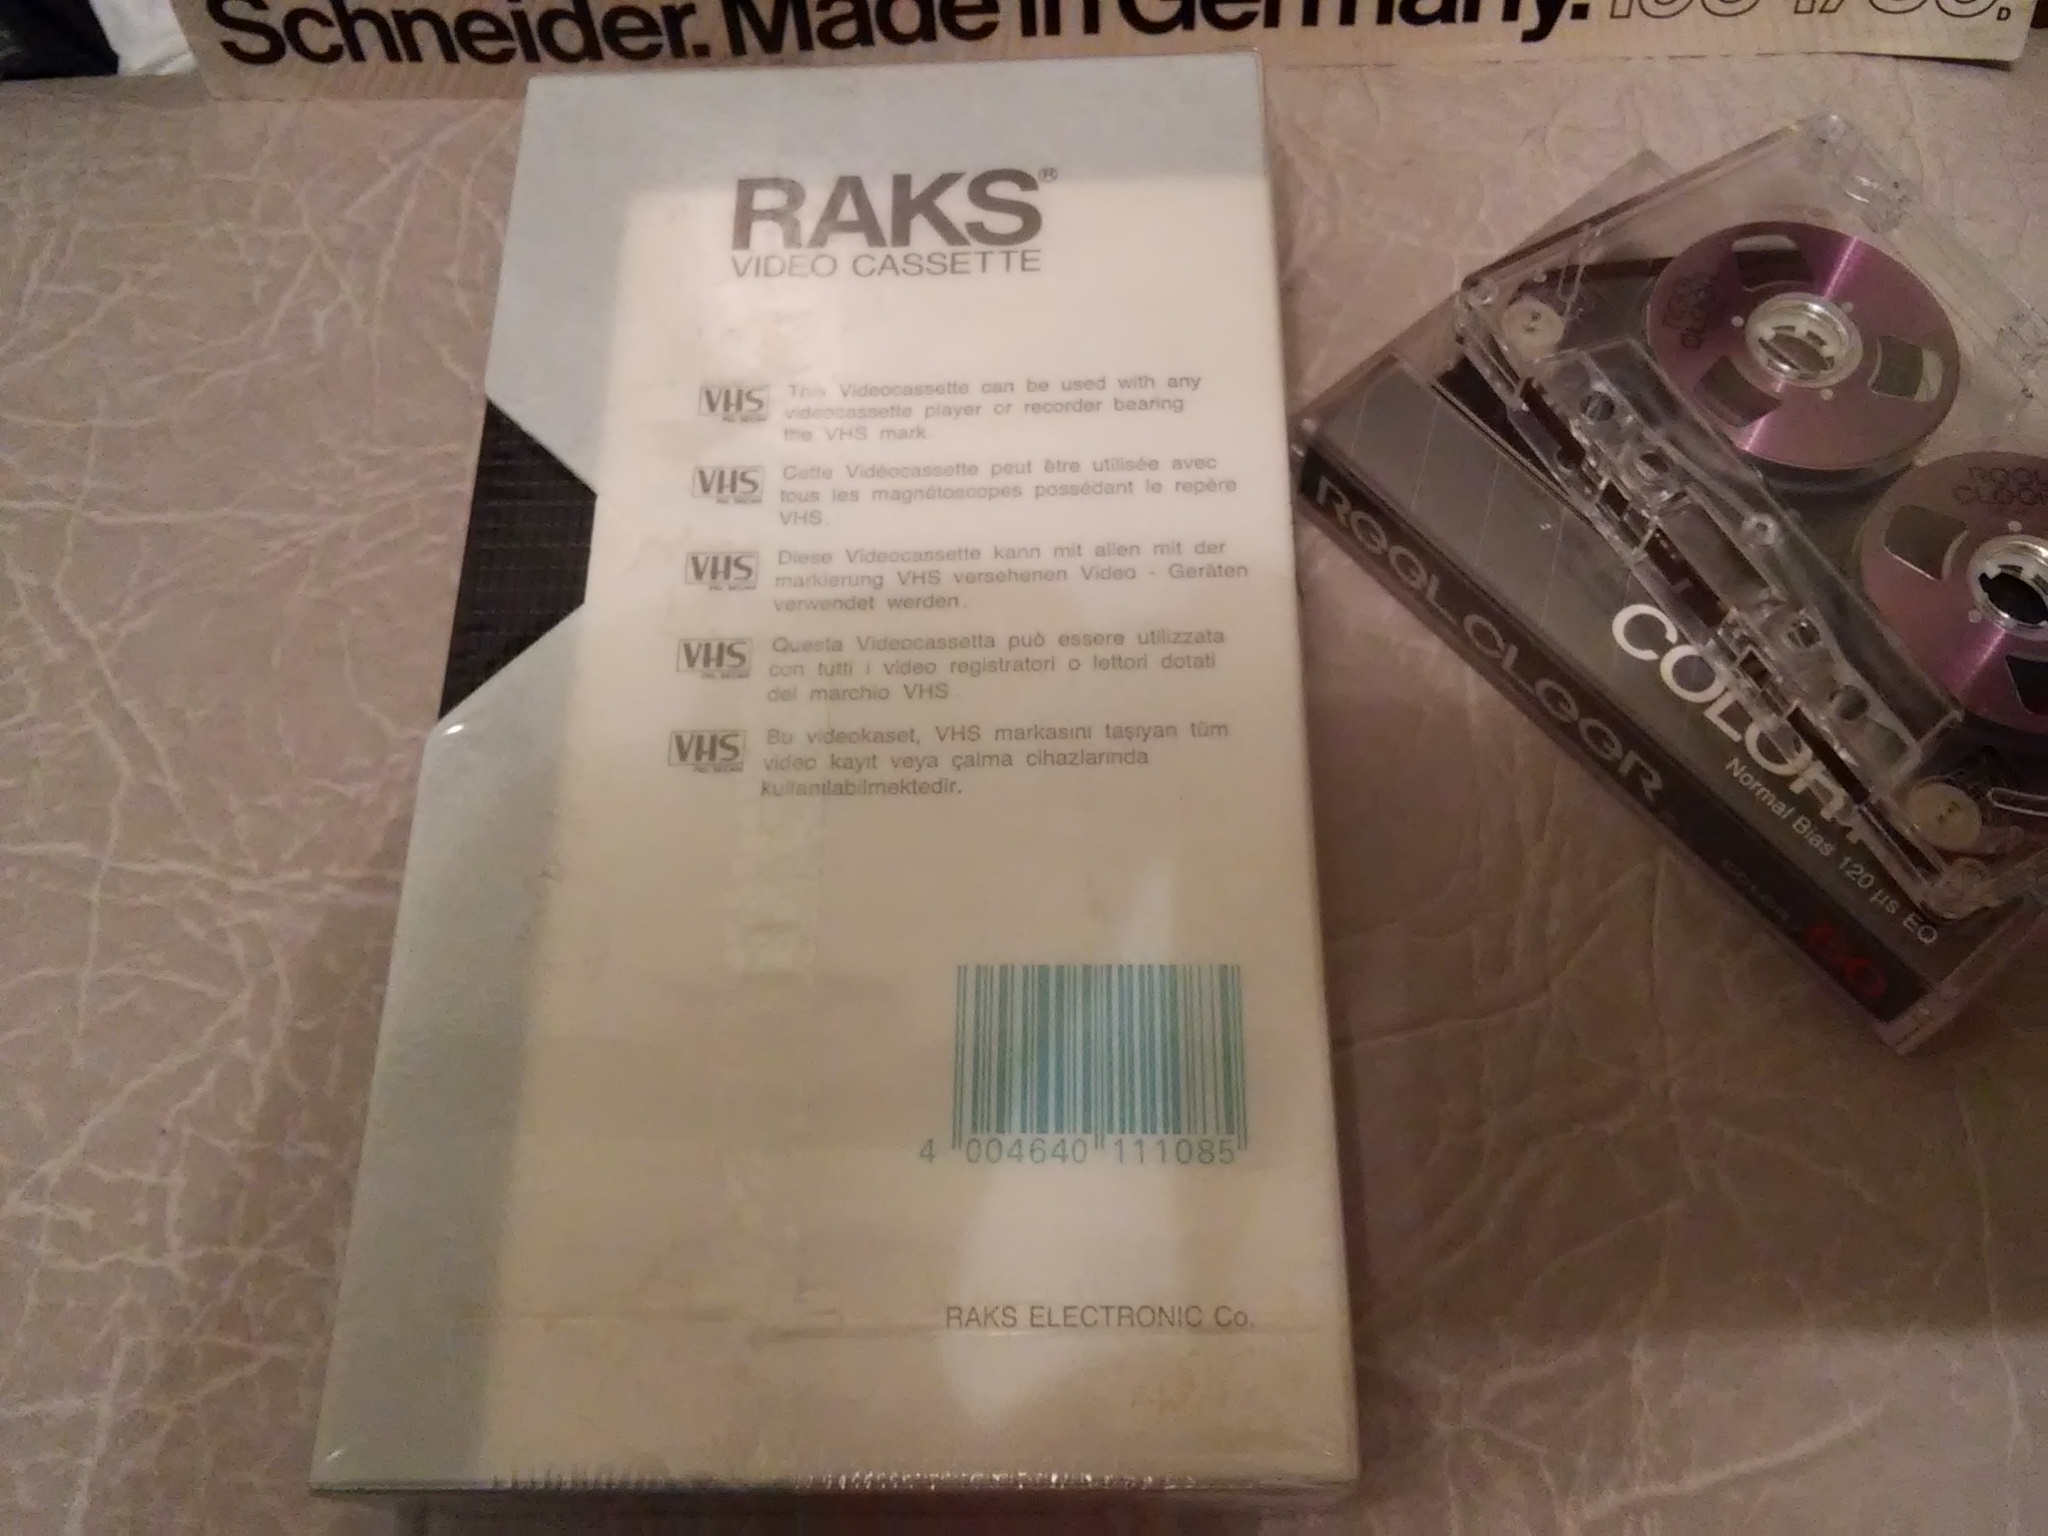 Schneider. Made in Germany.
RAKS®
VIDEO CASSETTE
VHS This Videocassette can be used with any
videocassette player or recorder bearing
the VHS mark.
VHS Cette Vidéocassette peut être utilisée avec
tous les magnétoscopes possédant le repère
VHS.
VHS Diese Videocassette kann mit allen mit der
markierung VHS versehenen Video - Geräten
verwendet werden.
VHS Questa Videocassetta può essere utilizzata
con tutti i video registratori o lettori dotati
del marchio VHS.
VHS Bu videokaset, VHS markasını taşıyan tüm
video kayıt veya çalma cihazlarında
kullanılabilmektedir.
4 004640 111085
RAKS ELECTRONIC Co.
COLOR
Normal Bias 120 µs EQ